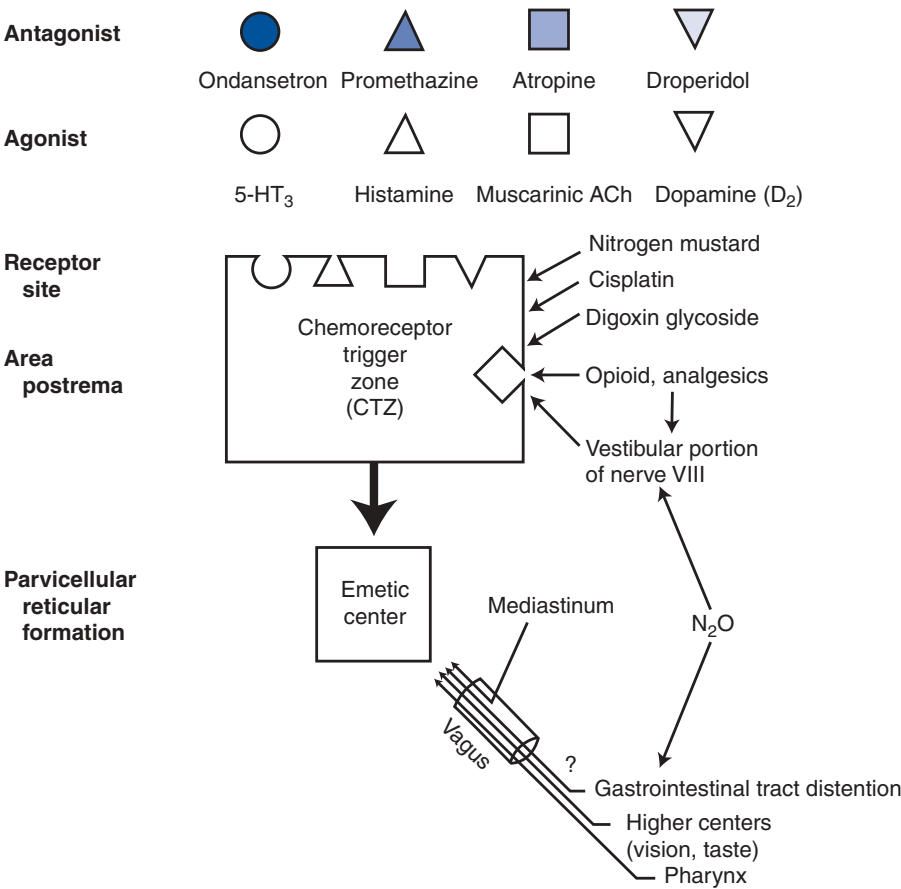 Antagonist
Ondansetron Promethazine Atropine Droperidol
Agonist
5-HT₃ Histamine Muscarinic ACh Dopamine (D₂)
Receptor
site
Nitrogen mustard
Cisplatin
Digoxin glycoside
Chemoreceptor
trigger
zone
(CTZ)
Area
postrema
Opioid, analgesics
Vestibular portion
of nerve VIII
Parvicellular
reticular
formation
Emetic
center
Mediastinum
N₂O
Vagus
?
Gastrointestinal tract distention
Higher centers
(vision, taste)
Pharynx